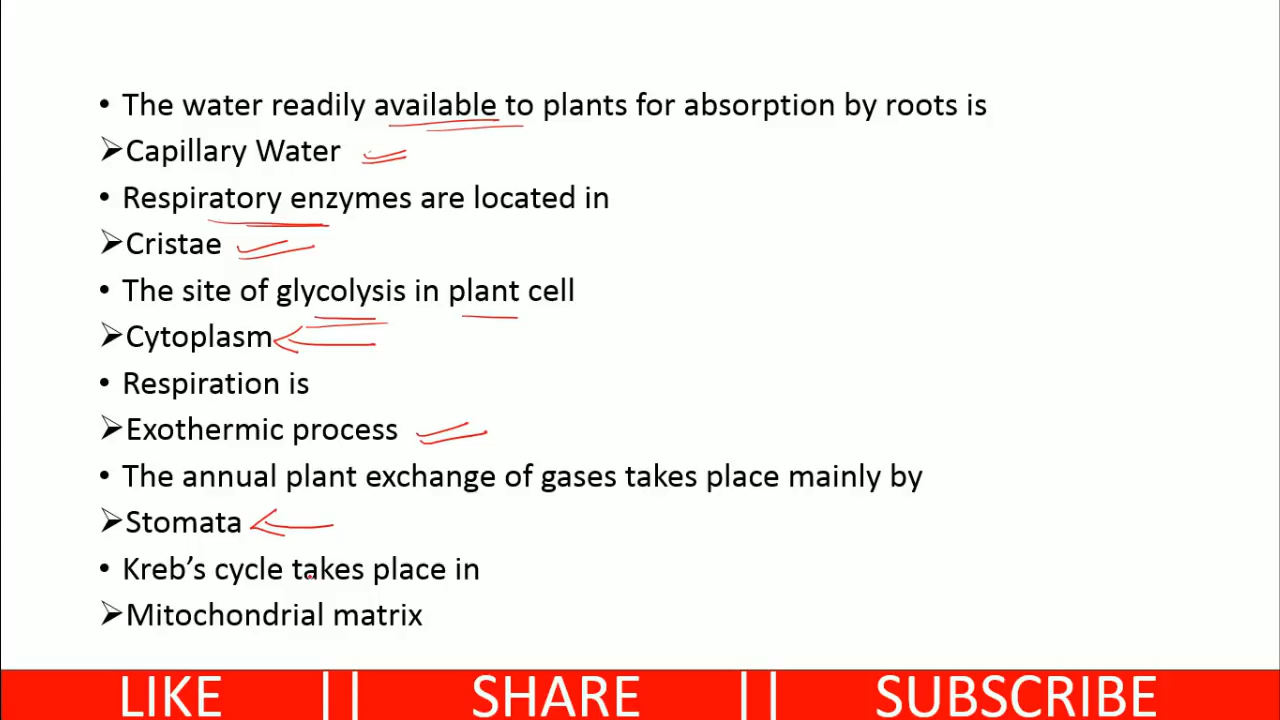 • The water readily available to plants for absorption by roots is
➢Capillary Water
• Respiratory enzymes are located in
➢Cristae
• The site of glycolysis in plant cell
➢Cytoplasm
• Respiration is
➢Exothermic process
• The annual plant exchange of gases takes place mainly by
➢Stomata
• Kreb’s cycle takes place in
➢Mitochondrial matrix
LIKE || SHARE || SUBSCRIBE